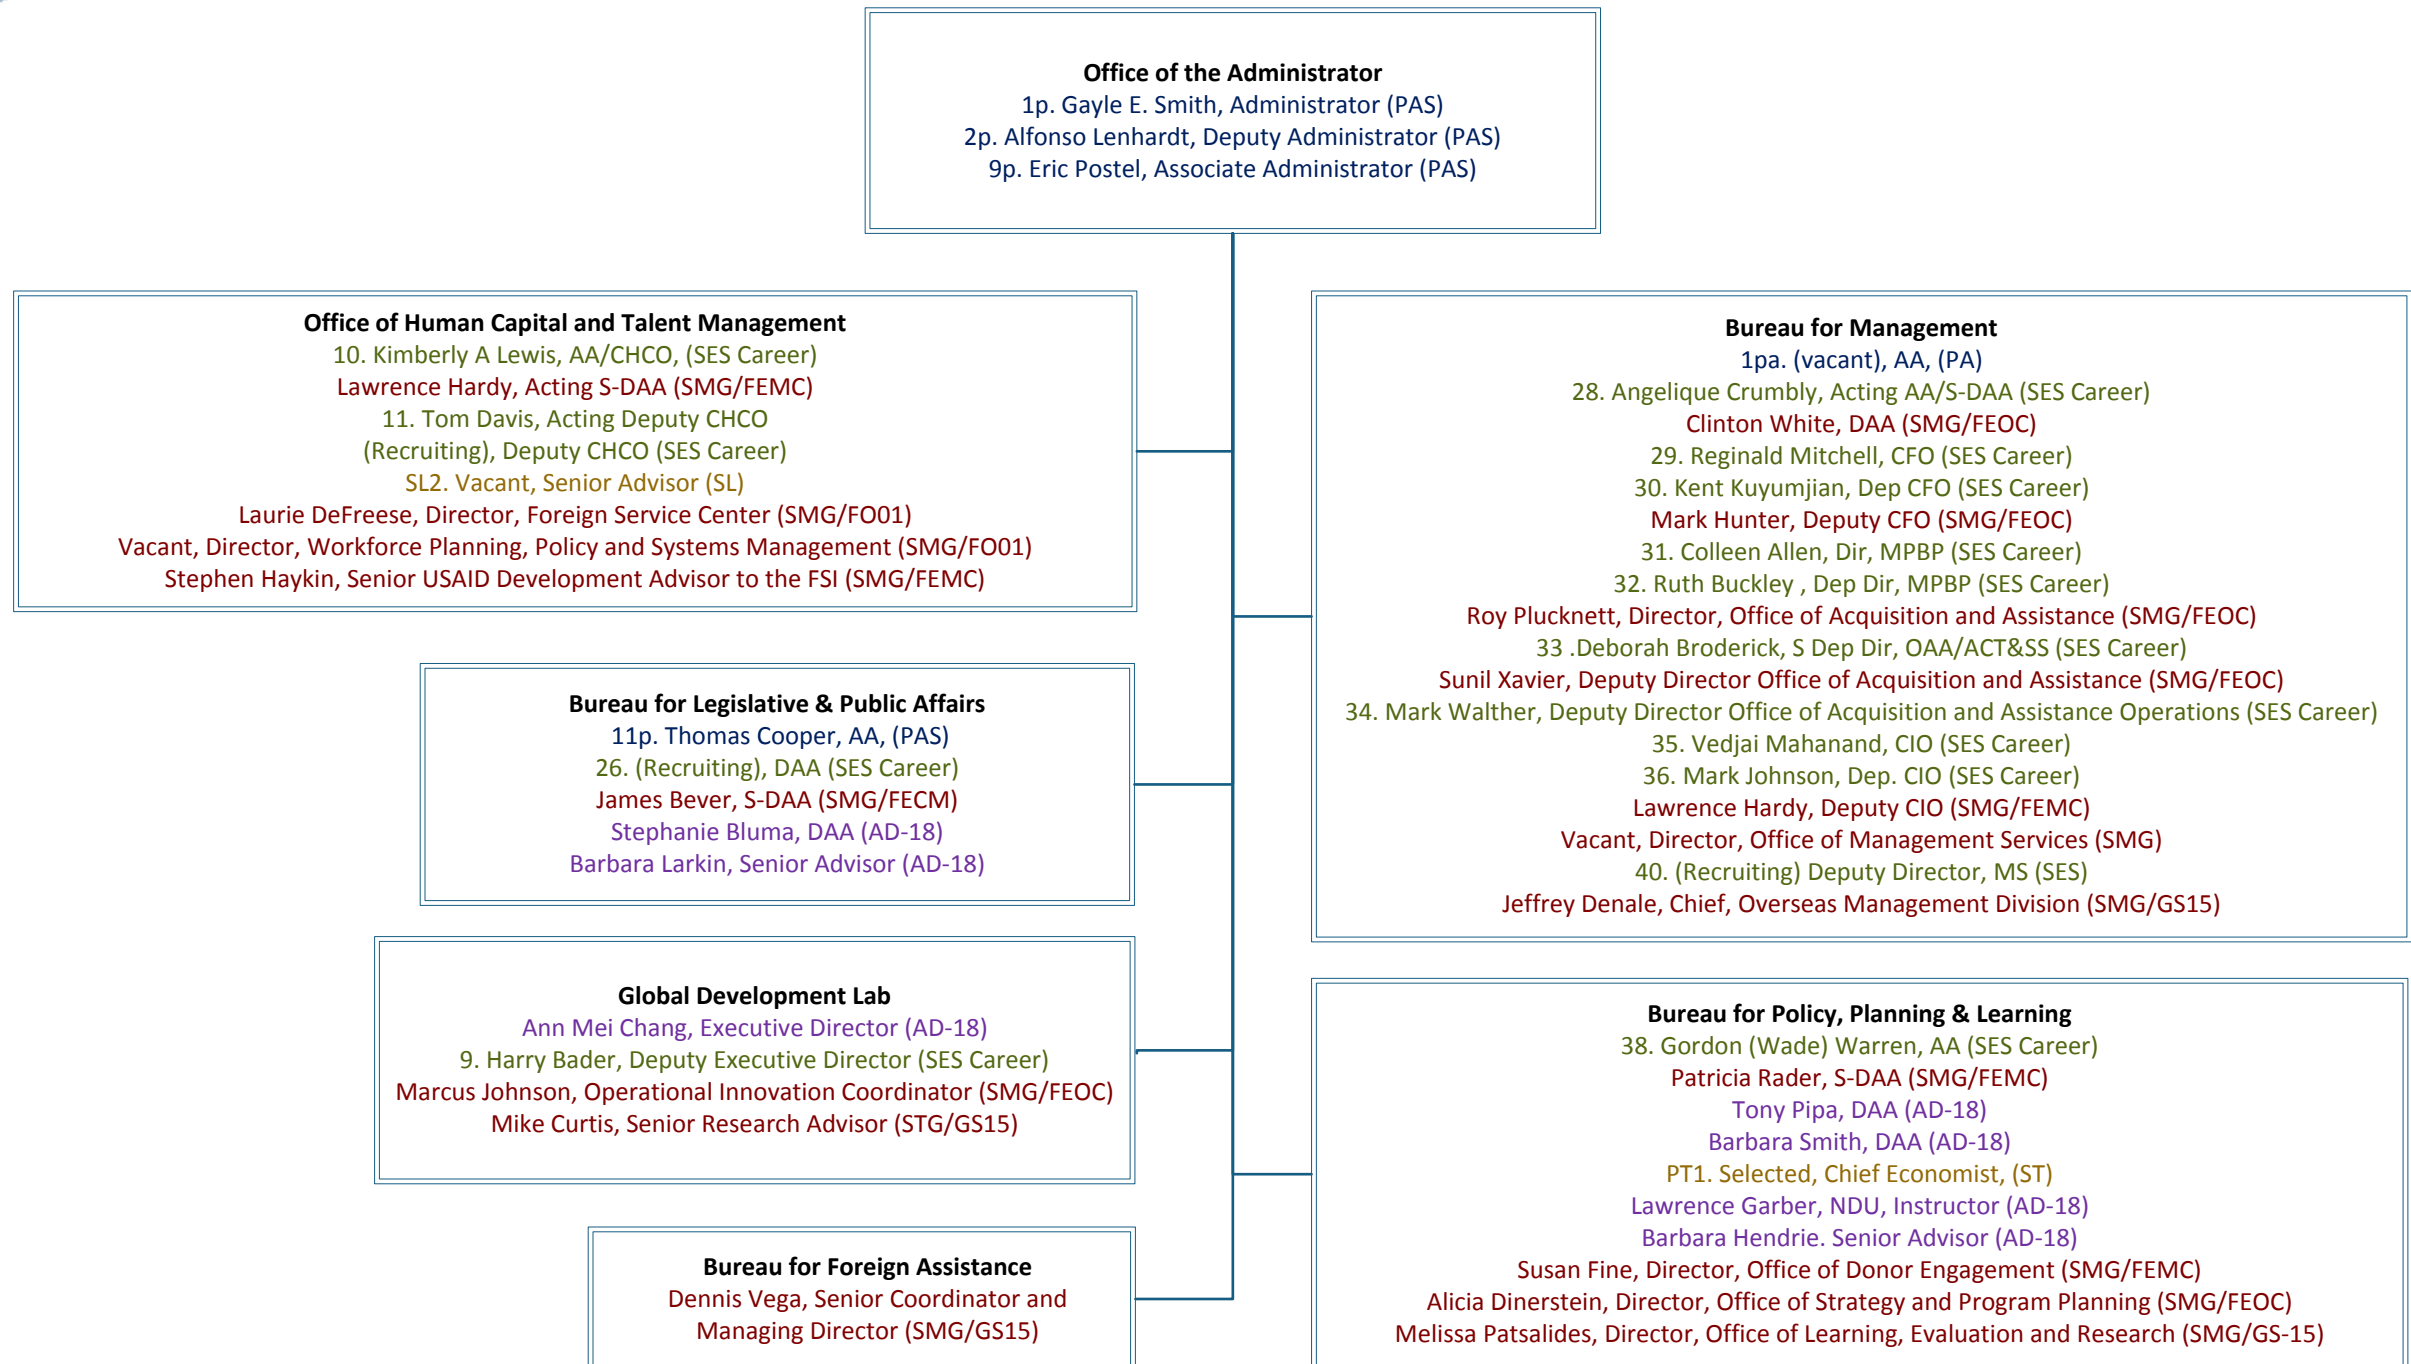 Office of the Administrator
1p. Gayle E. Smith, Administrator (PAS)
2p. Alfonso Lenhardt, Deputy Administrator (PAS)
9p. Eric Postel, Associate Administrator (PAS)
Office of Human Capital and Talent Management
10. Kimberly A Lewis, AA/CHCO, (SES Career)
Lawrence Hardy, Acting S-DAA (SMG/FEMC)
11. Tom Davis, Acting Deputy CHCO
(Recruiting), Deputy CHCO (SES Career)
SL2. Vacant, Senior Advisor (SL)
Laurie DeFreese, Director, Foreign Service Center (SMG/FO01)
Vacant, Director, Workforce Planning, Policy and Systems Management (SMG/FO01)
Stephen Haykin, Senior USAID Development Advisor to the FSI (SMG/FEMC)
Bureau for Management
1pa. (vacant), AA, (PA)
28. Angelique Crumbly, Acting AA/S-DAA (SES Career)
Clinton White, DAA (SMG/FEOC)
29. Reginald Mitchell, CFO (SES Career)
30. Kent Kuyumjian, Dep CFO (SES Career)
Mark Hunter, Deputy CFO (SMG/FEOC)
31. Colleen Allen, Dir, MPBP (SES Career)
32. Ruth Buckley , Dep Dir, MPBP (SES Career)
Roy Plucknett, Director, Office of Acquisition and Assistance (SMG/FEOC)
33 .Deborah Broderick, S Dep Dir, OAA/ACT&SS (SES Career)
Sunil Xavier, Deputy Director Office of Acquisition and Assistance (SMG/FEOC)
34. Mark Walther, Deputy Director Office of Acquisition and Assistance Operations (SES Career)
35. Vedjai Mahanand, CIO (SES Career)
36. Mark Johnson, Dep. CIO (SES Career)
Lawrence Hardy, Deputy CIO (SMG/FEMC)
Vacant, Director, Office of Management Services (SMG)
40. (Recruiting) Deputy Director, MS (SES)
Jeffrey Denale, Chief, Overseas Management Division (SMG/GS15)
Bureau for Legislative & Public Affairs
11p. Thomas Cooper, AA, (PAS)
26. (Recruiting), DAA (SES Career)
James Bever, S-DAA (SMG/FECM)
Stephanie Bluma, DAA (AD-18)
Barbara Larkin, Senior Advisor (AD-18)
Global Development Lab
Ann Mei Chang, Executive Director (AD-18)
9. Harry Bader, Deputy Executive Director (SES Career)
Marcus Johnson, Operational Innovation Coordinator (SMG/FEOC)
Mike Curtis, Senior Research Advisor (STG/GS15)
Bureau for Policy, Planning & Learning
38. Gordon (Wade) Warren, AA (SES Career)
Patricia Rader, S-DAA (SMG/FEMC)
Tony Pipa, DAA (AD-18)
Barbara Smith, DAA (AD-18)
PT1. Selected, Chief Economist, (ST)
Lawrence Garber, NDU, Instructor (AD-18)
Barbara Hendrie. Senior Advisor (AD-18)
Susan Fine, Director, Office of Donor Engagement (SMG/FEMC)
Alicia Dinerstein, Director, Office of Strategy and Program Planning (SMG/FEOC)
Melissa Patsalides, Director, Office of Learning, Evaluation and Research (SMG/GS-15)
Bureau for Foreign Assistance
Dennis Vega, Senior Coordinator and
Managing Director (SMG/GS15)